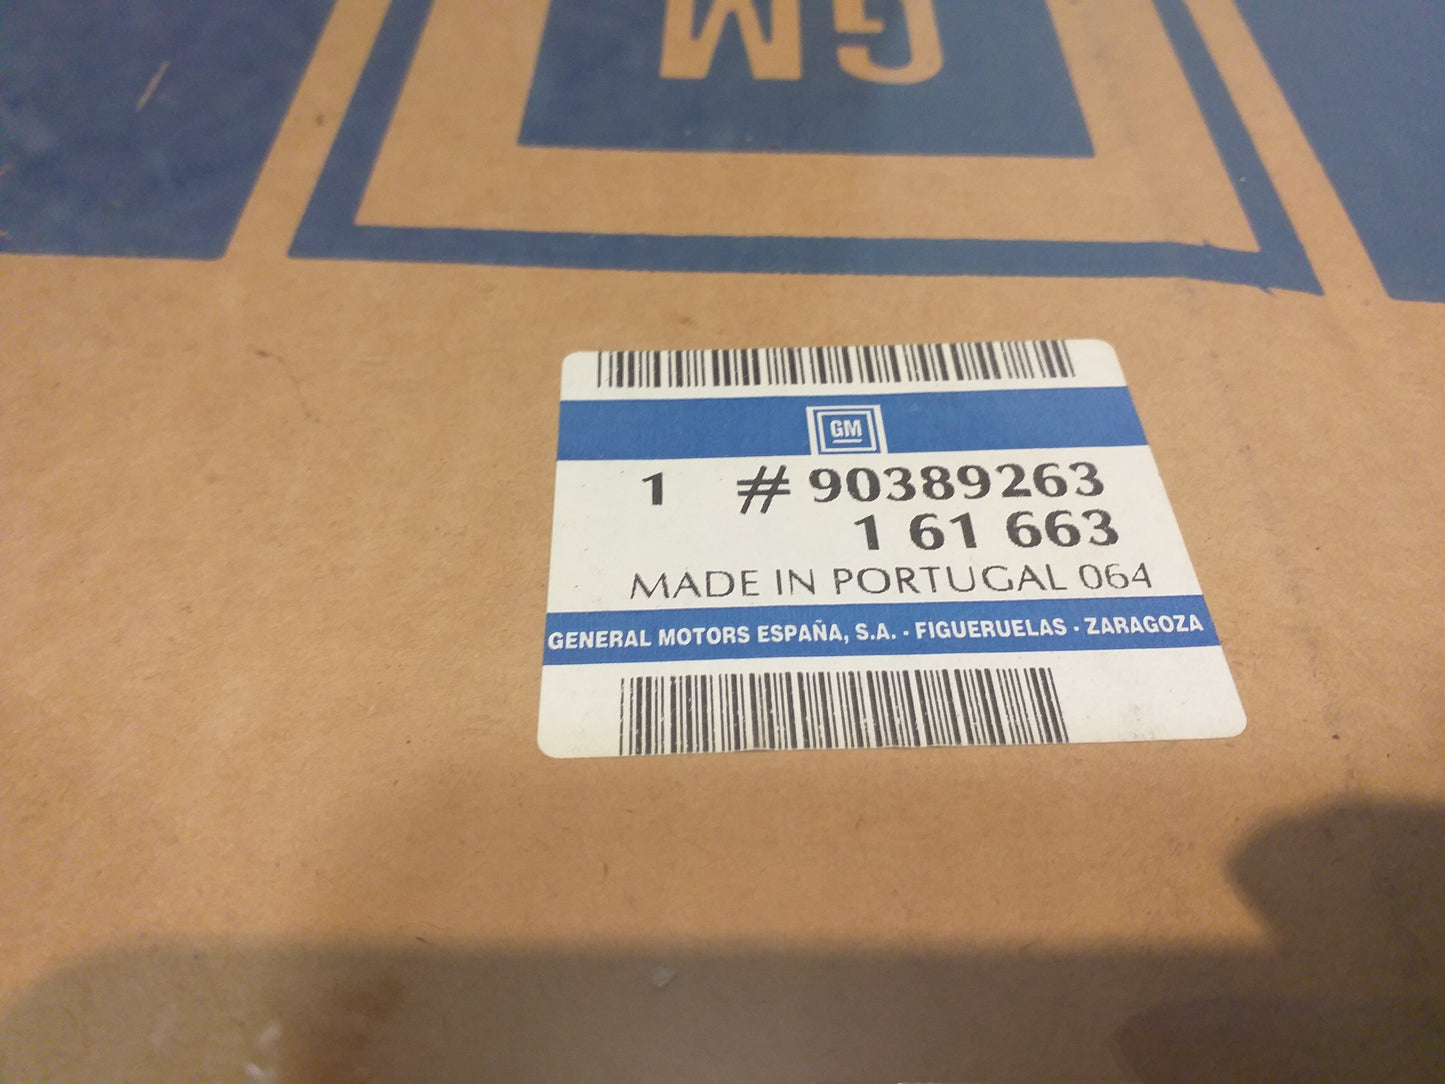 GM
GM
1 # 90389263
1 61 663
MADE IN PORTUGAL 064
GENERAL MOTORS ESPAÑA, S.A. - FIGUERUELAS - ZARAGOZA